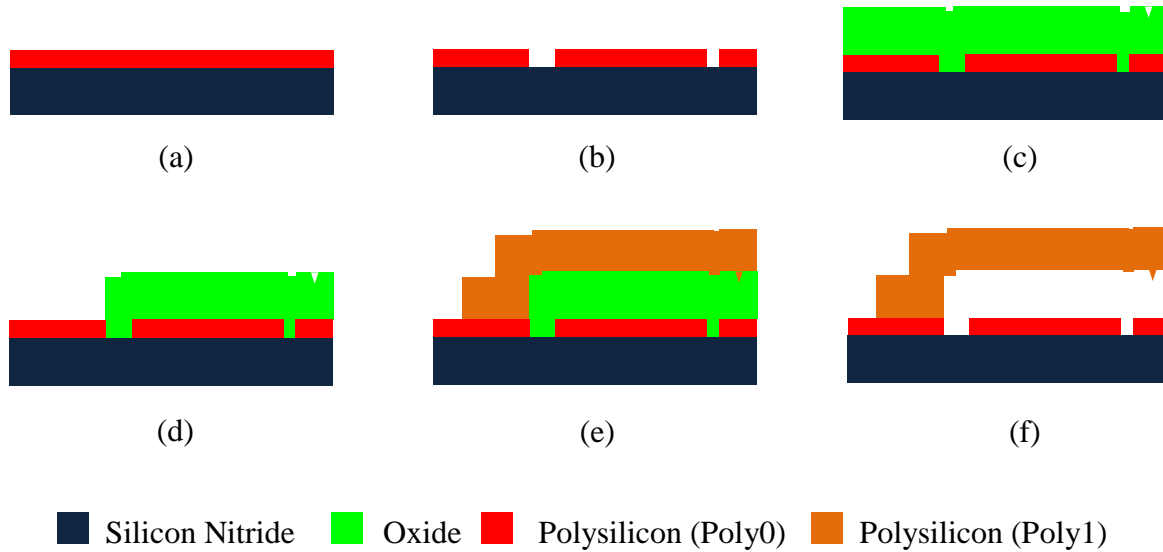 (a)
(b)
(c)
(d)
(e)
(f)
Silicon Nitride
Oxide
Polysilicon (Poly0)
Polysilicon (Poly1)